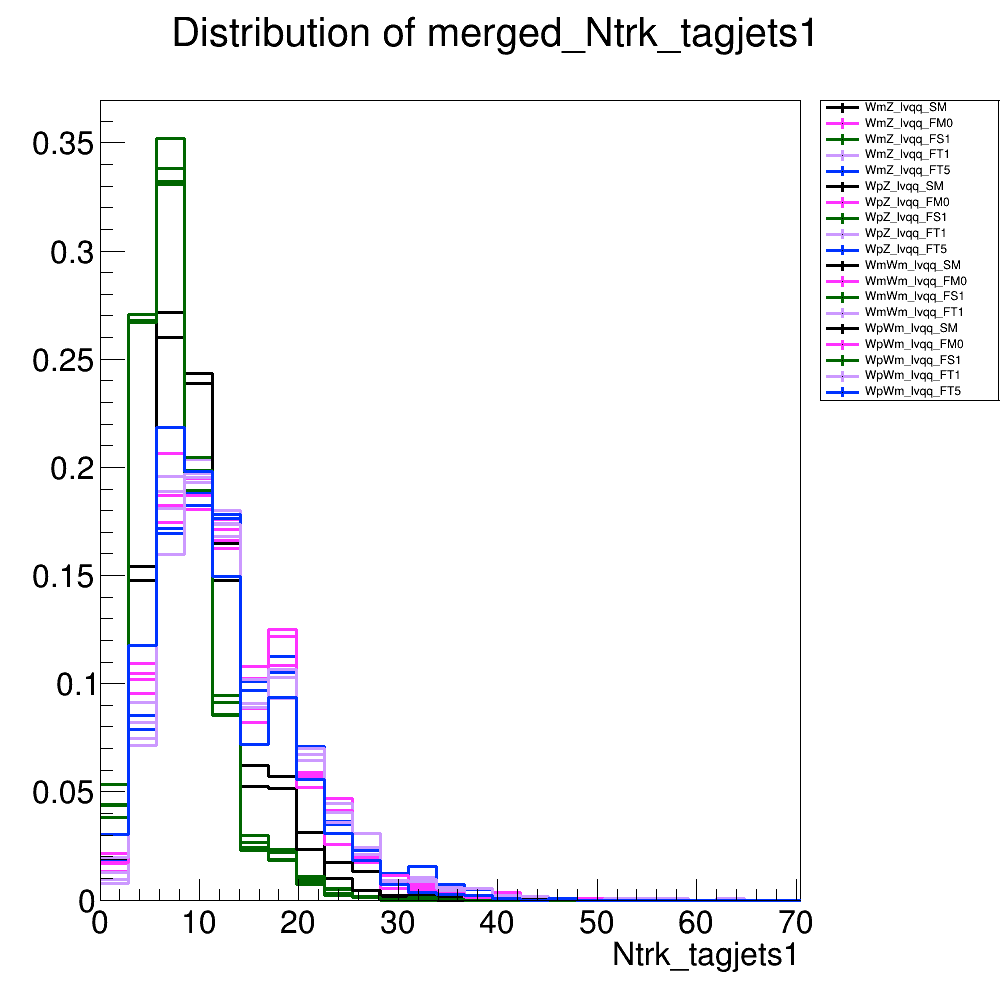 Distribution of merged_Ntrk_tagjets1
WmZ_lvqq_SM
WmZ_lvqq_FM0
WmZ_lvqq_FS1
WmZ_lvqq_FT1
WmZ_lvqq_FT5
WpZ_lvqq_SM
WpZ_lvqq_FM0
WpZ_lvqq_FS1
WpZ_lvqq_FT1
WpZ_lvqq_FT5
WmWm_lvqq_SM
WmWm_lvqq_FM0
WmWm_lvqq_FS1
WmWm_lvqq_FT1
WpWm_lvqq_SM
WpWm_lvqq_FM0
WpWm_lvqq_FS1
WpWm_lvqq_FT1
WpWm_lvqq_FT5
0.35
0.3
0.25
0.2
0.15
0.1
0.05
0
0 10 20 30 40 50 60 70
Ntrk_tagjets1